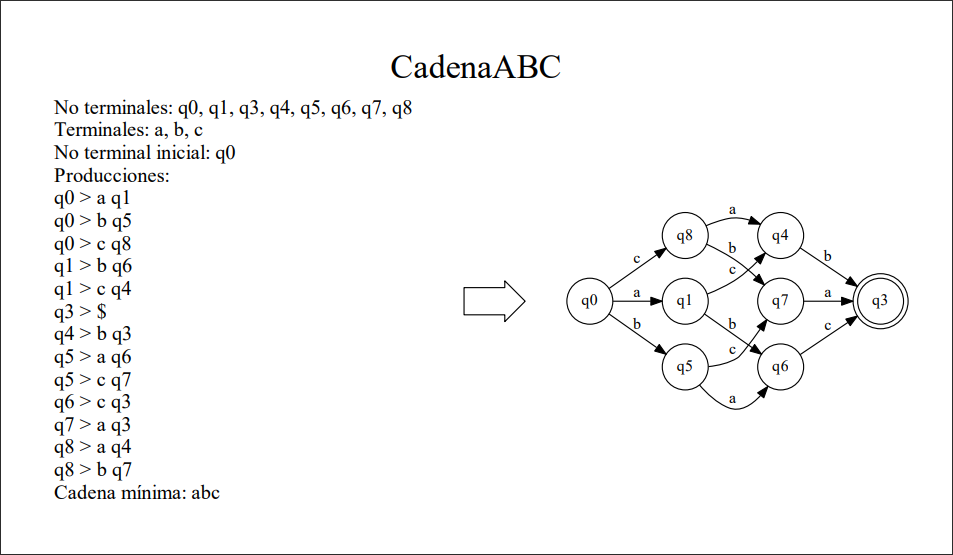 CadenaABC
No terminales: q0, q1, q3, q4, q5, q6, q7, q8
Terminales: a, b, c
No terminal inicial: q0
Producciones:
q0 > a q1
q0 > b q5
q0 > c q8
q1 > b q6
q1 > c q4
q3 > $
q4 > b q3
q5 > a q6
q5 > c q7
q6 > c q3
q7 > a q3
q8 > a q4
q8 > b q7
Cadena mínima: abc
a
q8
q4
c
b
b
c
q0
a
q1
q7
a
q3
b
b
c
c
q5
q6
a